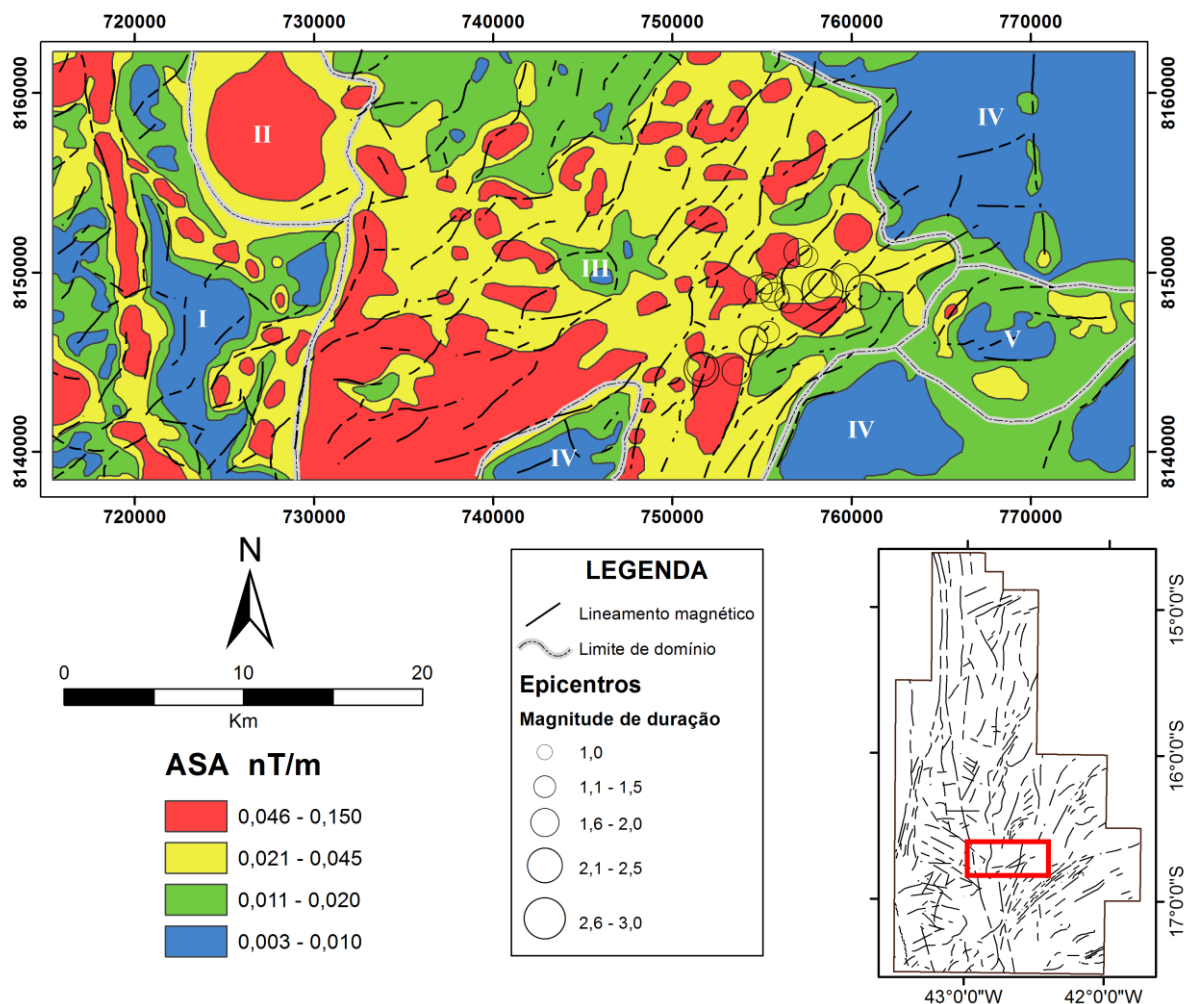 720000 730000 740000 750000 760000 770000
8160000 8160000
8150000 8150000
8140000 8140000
II
IV
III
I
V
IV
IV
720000 730000 740000 750000 760000 770000
N
0 10 20
Km
ASA nT/m
0,046 - 0,150
0,021 - 0,045
0,011 - 0,020
0,003 - 0,010
LEGENDA
Lineamento magnético
Limite de domínio
Epicentros
Magnitude de duração
1,0
1,1 - 1,5
1,6 - 2,0
2,1 - 2,5
2,6 - 3,0
15°0'0"S
16°0'0"S
17°0'0"S
43°0'0"W 42°0'0"W